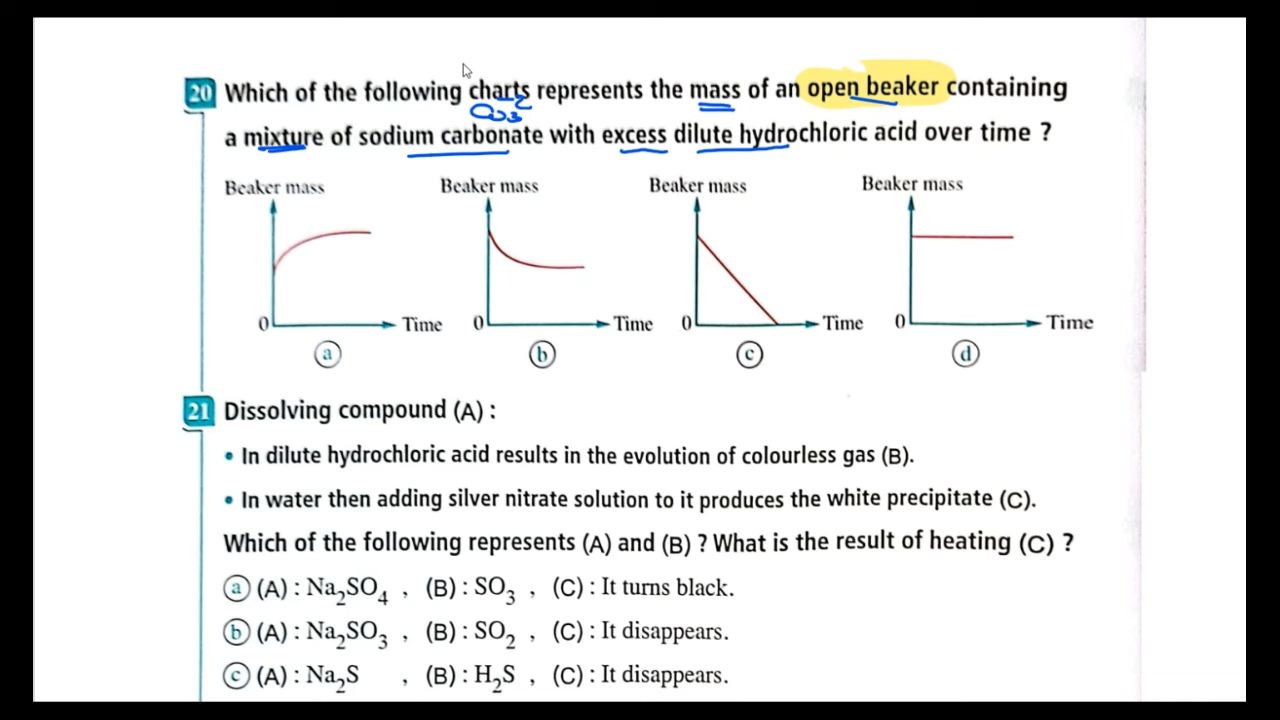 20 Which of the following charts represents the mass of an open beaker containing
a mixture of sodium carbonate with excess dilute hydrochloric acid over time ?
Beaker mass Beaker mass Beaker mass Beaker mass
0 Time 0 Time 0 Time 0 Time
a b c d
21 Dissolving compound (A) :
• In dilute hydrochloric acid results in the evolution of colourless gas (B).
• In water then adding silver nitrate solution to it produces the white precipitate (C).
Which of the following represents (A) and (B) ? What is the result of heating (C) ?
a (A) : Na₂SO₄ , (B) : SO₃ , (C) : It turns black.
b (A) : Na₂SO₃ , (B) : SO₂ , (C) : It disappears.
c (A) : Na₂S , (B) : H₂S , (C) : It disappears.